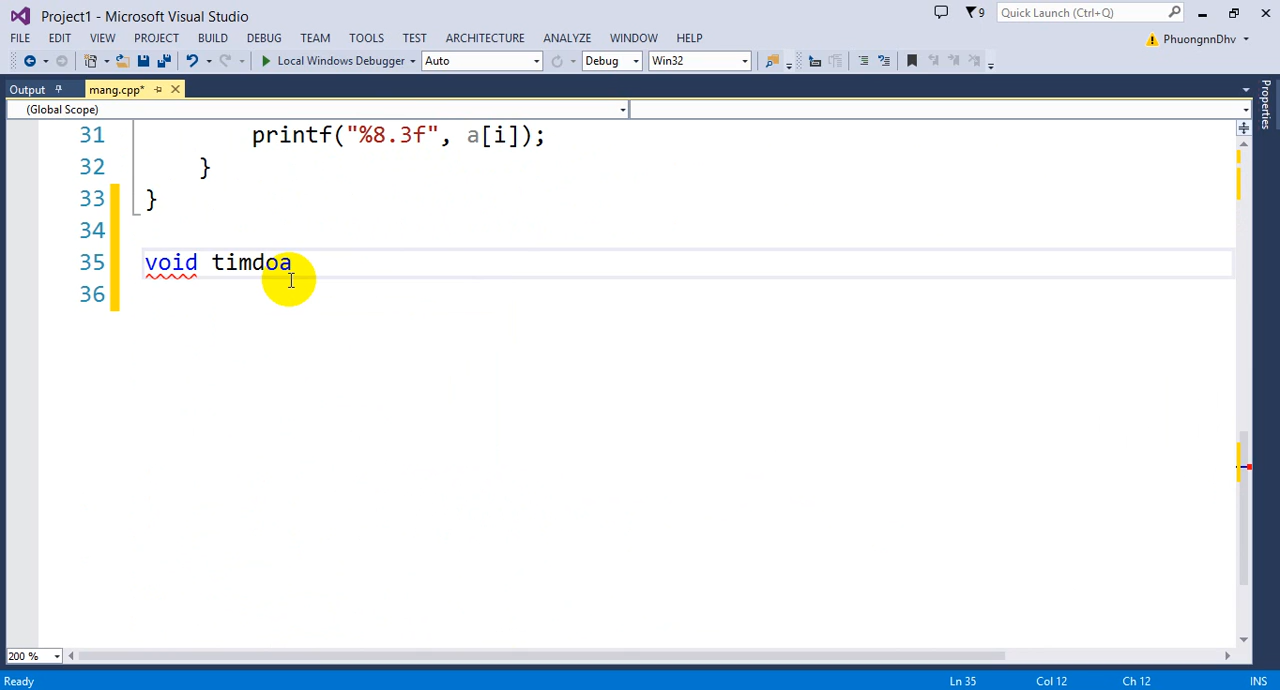 Project1 - Microsoft Visual Studio
9
Quick Launch (Ctrl+Q)
FILE EDIT VIEW PROJECT BUILD DEBUG TEAM TOOLS TEST ARCHITECTURE ANALYZE WINDOW HELP
PhuongnnDhv
Local Windows Debugger Auto Debug Win32
Output mang.cpp*
Properties
(Global Scope)
31 printf("%8.3f", a[i]);
32 }
33 }
34
35 void timdoa
36
200 %
Ready Ln 35 Col 12 Ch 12 INS